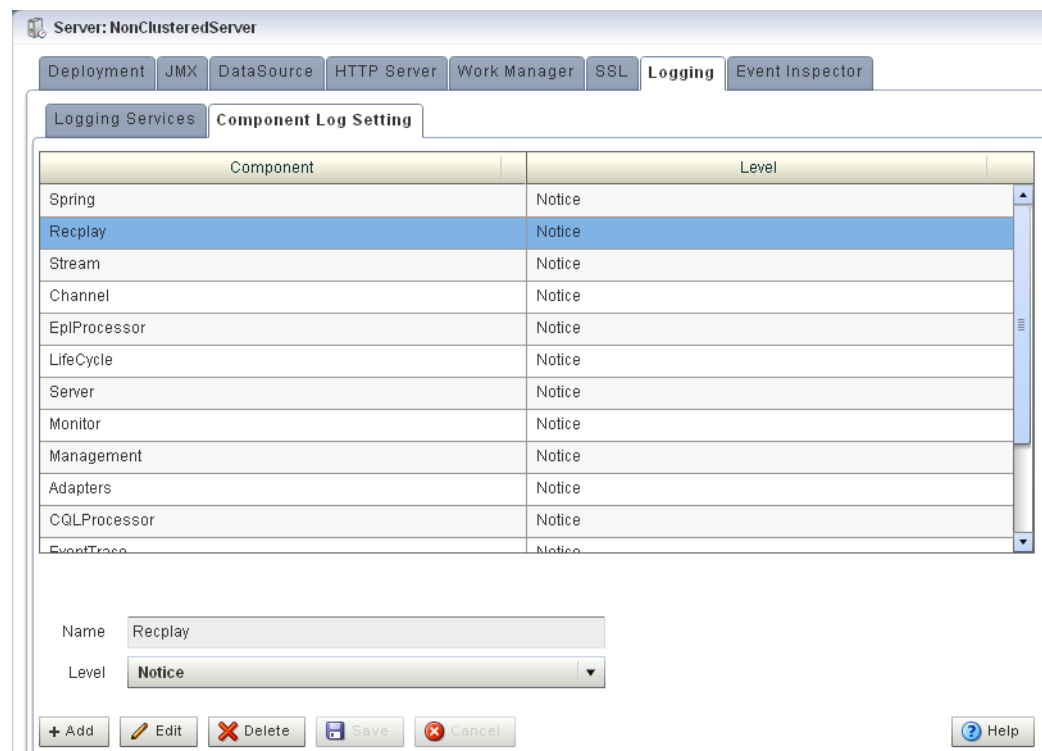 Server: NonClusteredServer
Deployment JMX DataSource HTTP Server Work Manager SSL Logging Event Inspector
Logging Services Component Log Setting
Component Level
Spring Notice
Recplay Notice
Stream Notice
Channel Notice
EplProcessor Notice
LifeCycle Notice
Server Notice
Monitor Notice
Management Notice
Adapters Notice
CQLProcessor Notice
EventTrace Notice
Name Recplay
Level Notice
+ Add Edit Delete Save Cancel ? Help